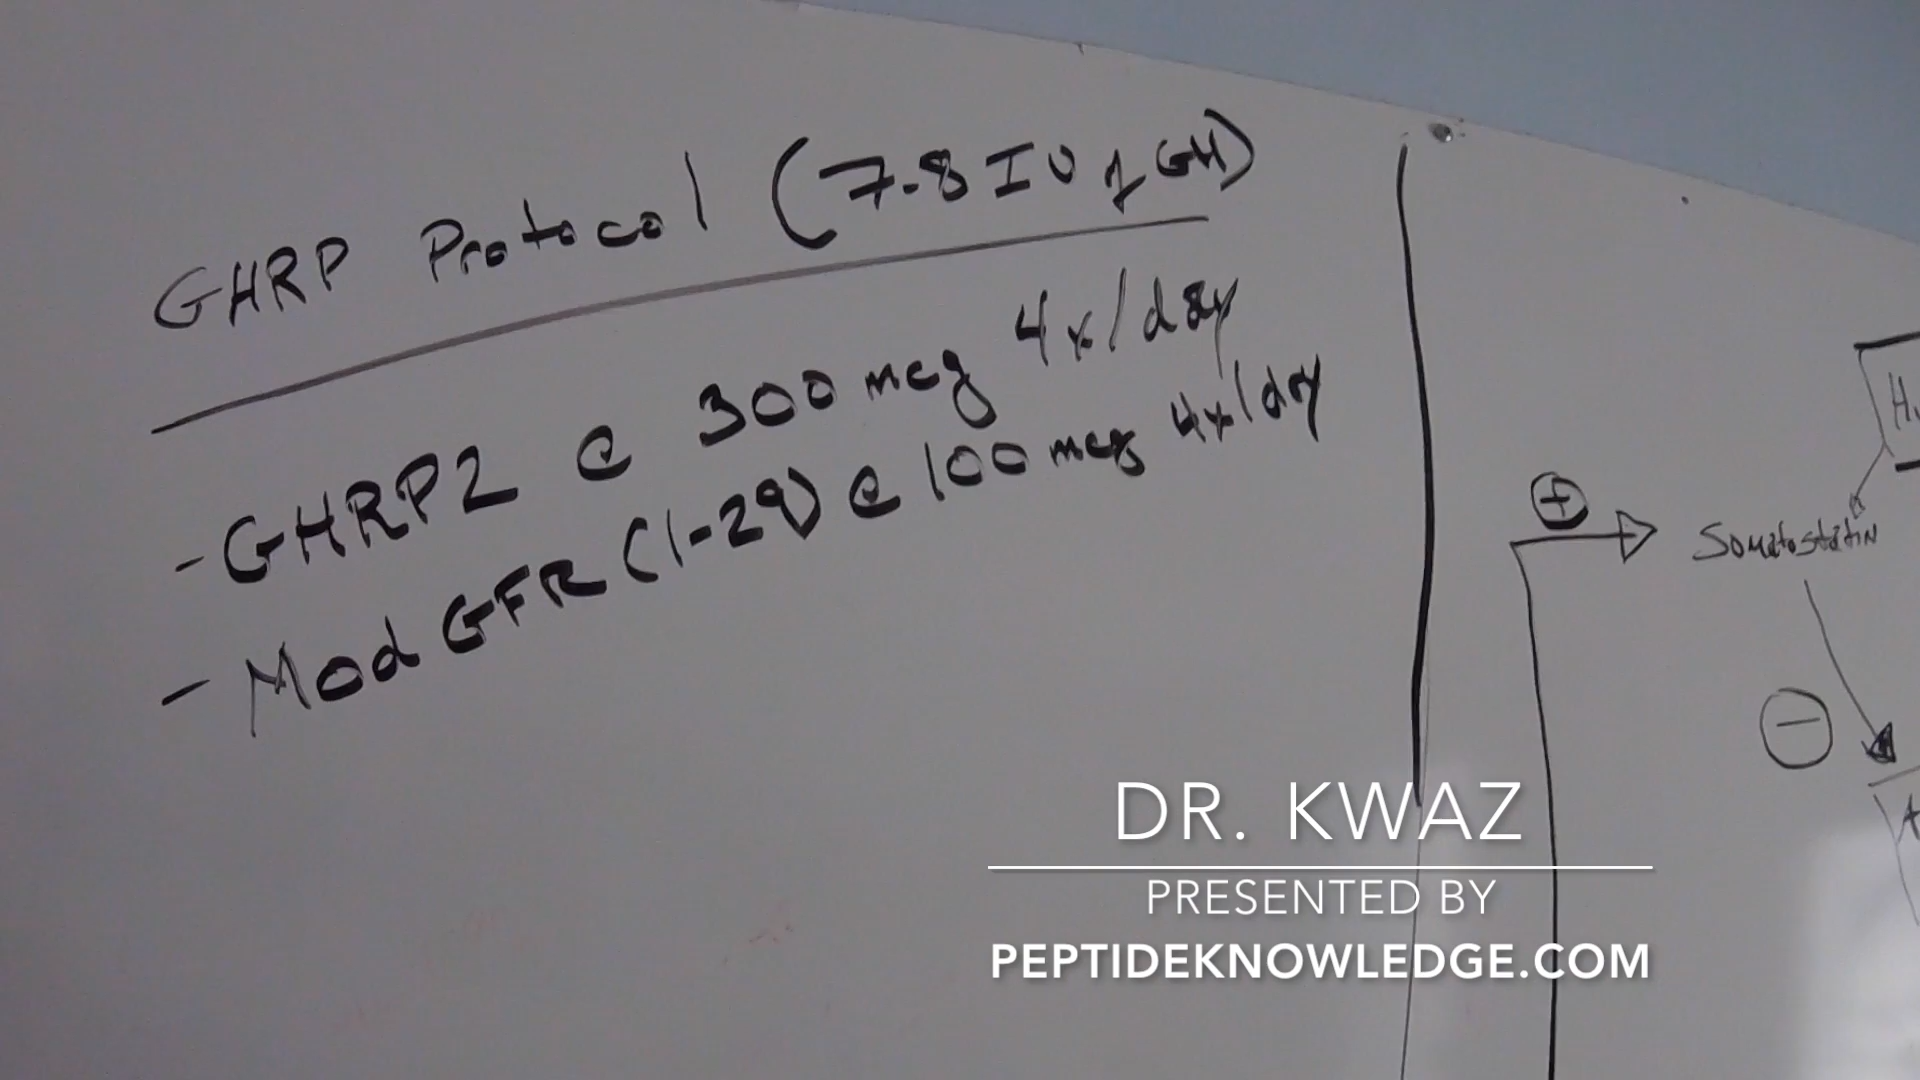 GHRP Protocol (7-8 IU of GH)
- GHRP2 @ 300 mcg 4x/day
- Mod GFR (1-29) @ 100 mcg 4x/day
+
Somatostatin
−
DR. KWAZ
PRESENTED BY
PEPTIDEKNOWLEDGE.COM